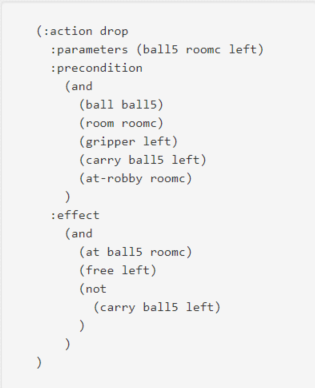 (:action drop
:parameters (ball5 roomc left)
:precondition
(and
(ball ball5)
(room roomc)
(gripper left)
(carry ball5 left)
(at-robby roomc)
)
:effect
(and
(at ball5 roomc)
(free left)
(not
(carry ball5 left)
)
)
)